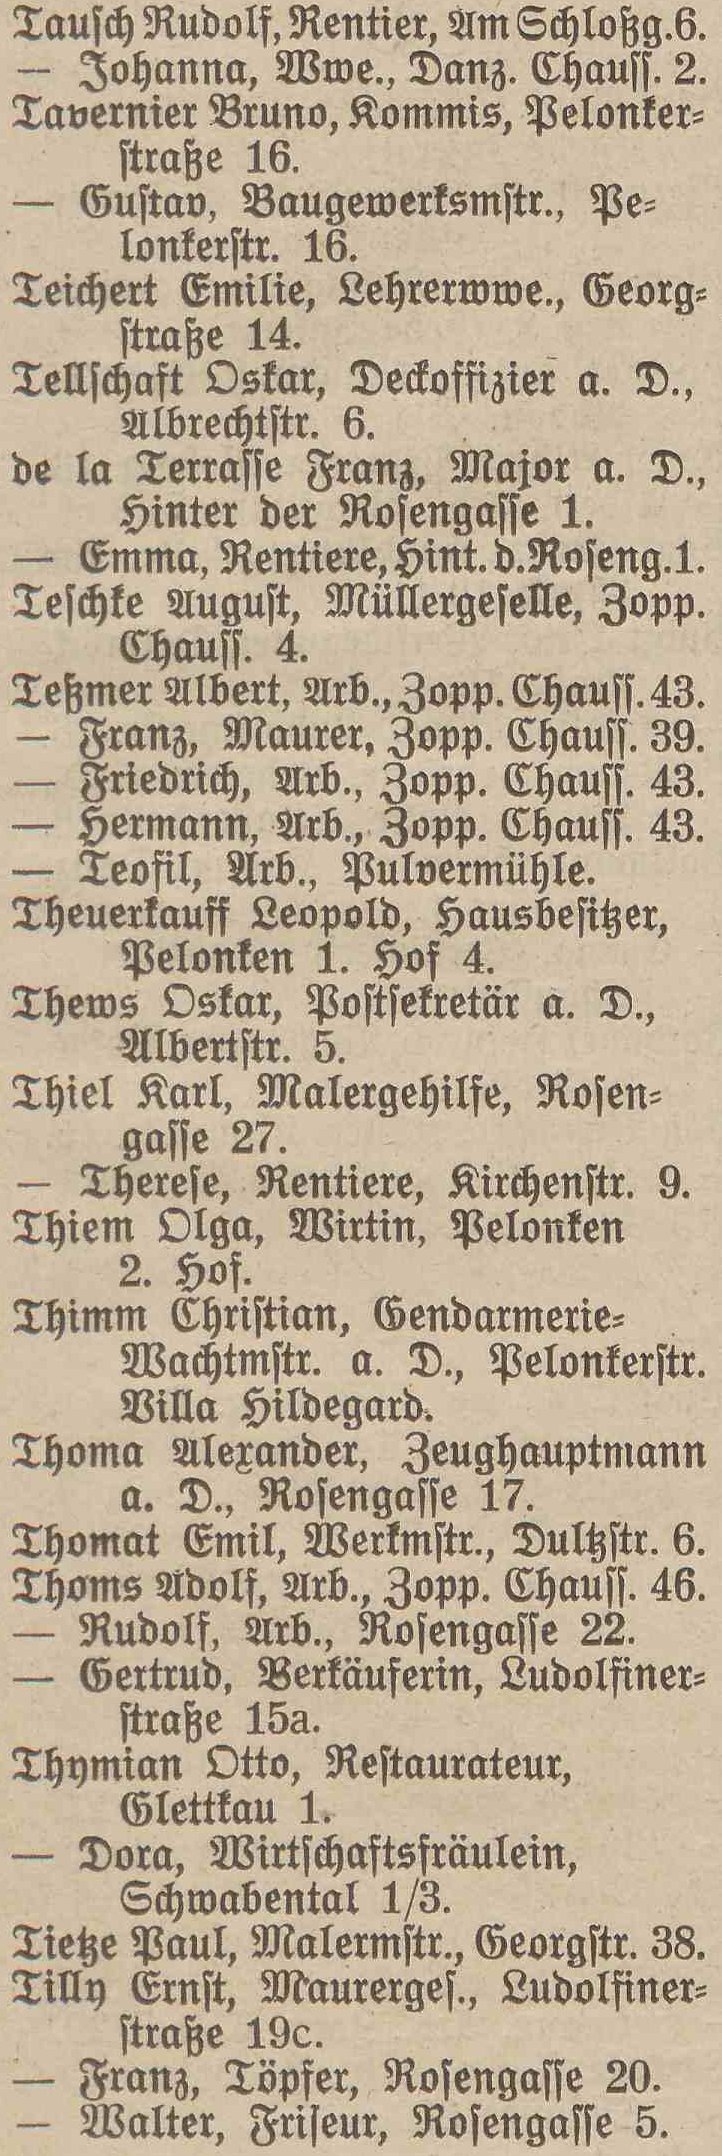 Tausch Rudolf, Rentier, Am Schloßg. 6.
— Johanna, Wwe., Danz. Chauss. 2.
Tavernier Bruno, Kommis, Pelonker-
straße 16.
— Gustav, Baugewerksmstr., Pe-
lonkerstr. 16.
Teichert Emilie, Lehrerwwe., Georg-
straße 14.
Tellschaft Oskar, Deckoffizier a. D.,
Albrechtstr. 6.
de la Terrasse Franz, Major a. D.,
Hinter der Rosengasse 1.
— Emma, Rentiere, Hint. d. Roseng. 1.
Teschke August, Müllergeselle, Zopp.
Chauss. 4.
Teßmer Albert, Arb., Zopp. Chauss. 43.
— Franz, Maurer, Zopp. Chauss. 39.
— Friedrich, Arb., Zopp. Chauss. 43.
— Hermann, Arb., Zopp. Chauss. 43.
— Teofil, Arb., Pulvermühle.
Theuerkauff Leopold, Hausbesitzer,
Pelonken 1. Hof 4.
Thews Oskar, Postsekretär a. D.,
Albertstr. 5.
Thiel Karl, Malergehilfe, Rosen-
gasse 27.
— Therese, Rentiere, Kirchenstr. 9.
Thiem Olga, Wirtin, Pelonken
2. Hof.
Thimm Christian, Gendarmerie-
Wachtmstr. a. D., Pelonkerstr.
Villa Hildegard.
Thoma Alexander, Zeughauptmann
a. D., Rosengasse 17.
Thomat Emil, Werkmstr., Dultzstr. 6.
Thoms Adolf, Arb., Zopp. Chauss. 46.
— Rudolf, Arb., Rosengasse 22.
— Gertrud, Verkäuferin, Ludolfiner-
straße 15a.
Thymian Otto, Restaurateur,
Glettkau 1.
— Dora, Wirtschaftsfräulein,
Schwabental 1/3.
Tietze Paul, Malermstr., Georgstr. 38.
Tilly Ernst, Maurerges., Ludolfiner-
straße 19c.
— Franz, Töpfer, Rosengasse 20.
— Walter, Friseur, Rosengasse 5.